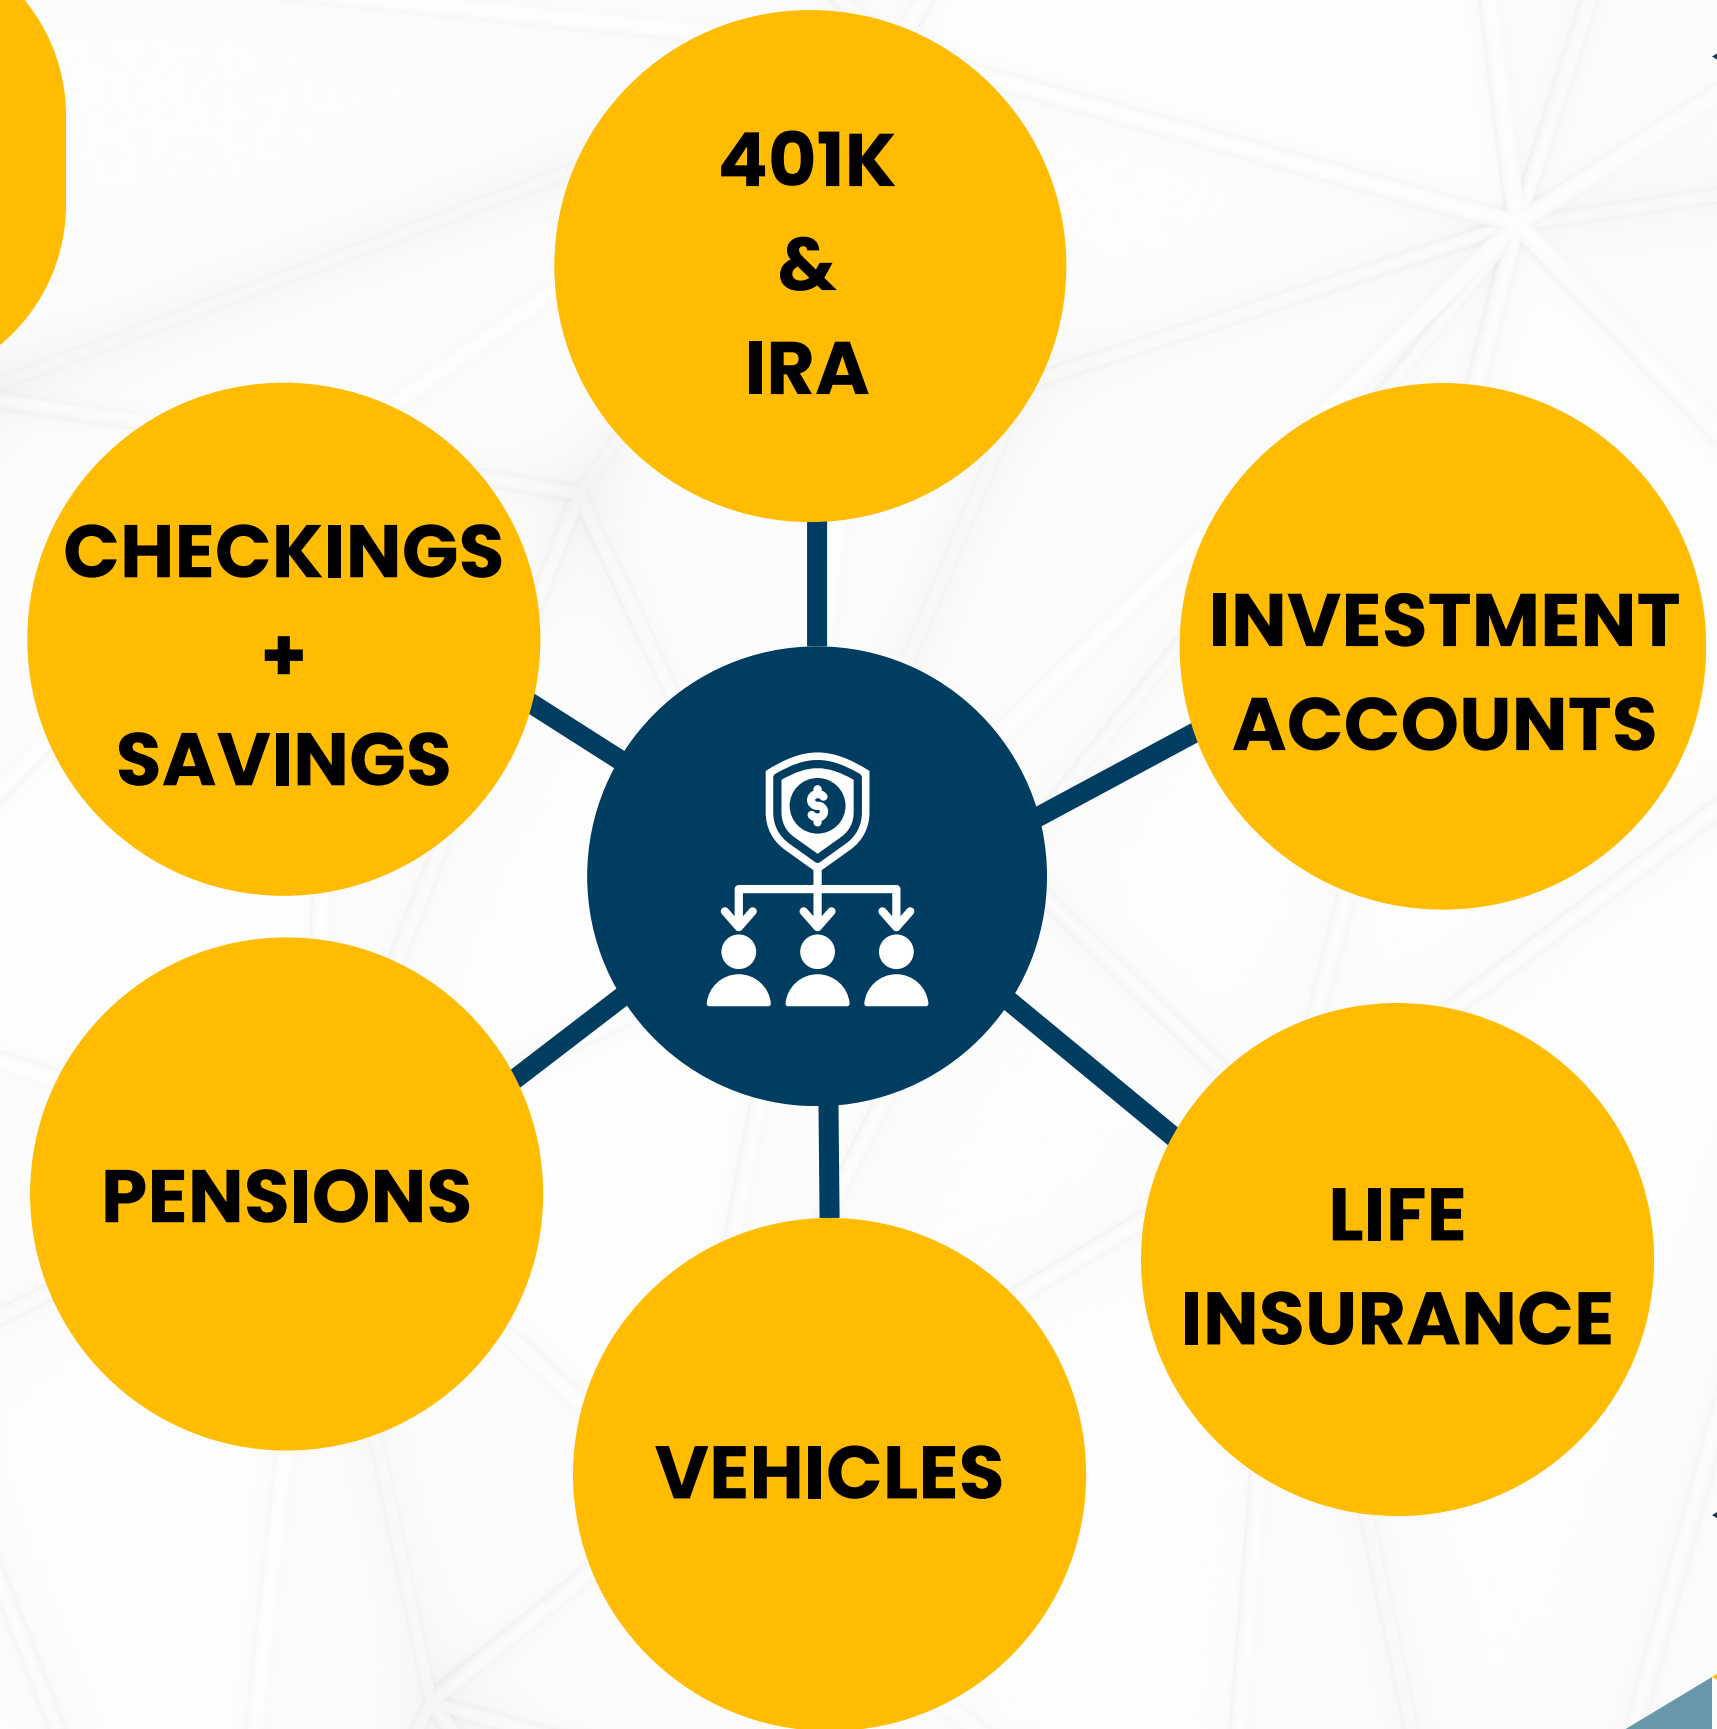 401K
&
IRA
CHECKINGS
+
SAVINGS
INVESTMENT
ACCOUNTS
PENSIONS
LIFE
INSURANCE
VEHICLES
$